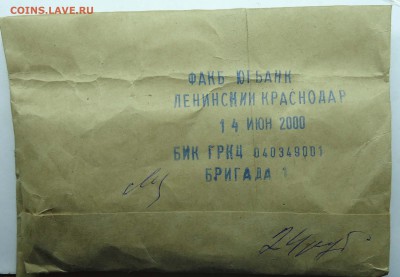 COINS.LAVE.RU
ФАКБ ЮГБАНК
ЛЕНИНСКИЙ КРАСНОДАР
14 ИЮН 2000
БИК ГРКЦ 040349001
БРИГАДА 1